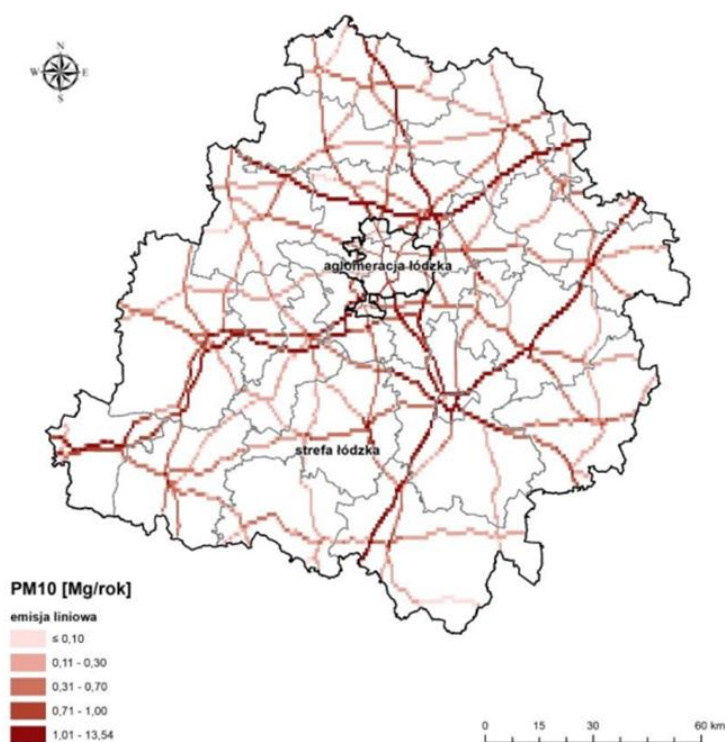 N
W E
S
aglomeracja łódzka
strefa łódzka
PM10 [Mg/rok]
emisja liniowa
≤ 0,10
0,11 - 0,30
0,31 - 0,70
0,71 - 1,00
1,01 - 13,54
0 15 30 60 km